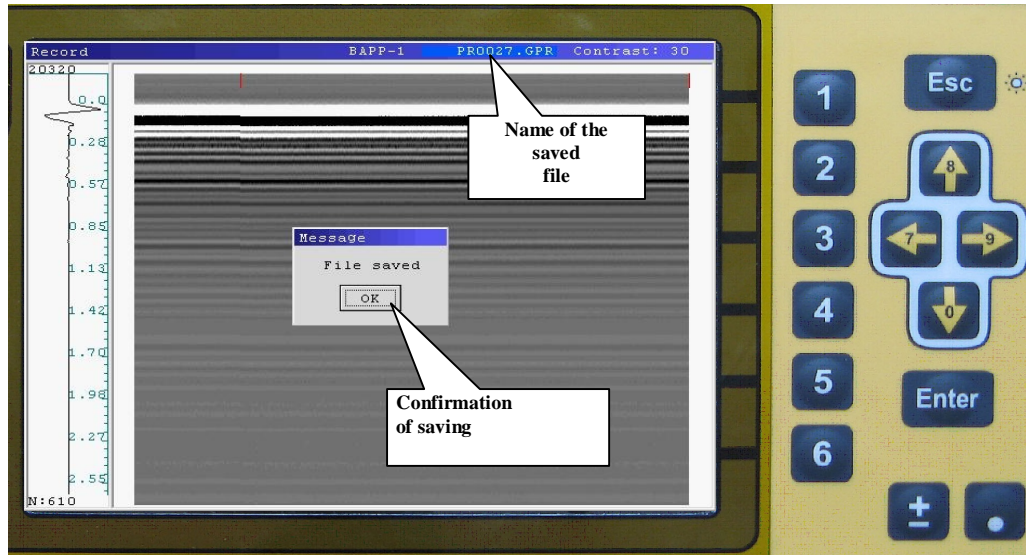 Record BAPP-1 PR0027.GPR Contrast: 30
20320
0.0
0.28
0.57
0.85
1.13
1.42
1.70
1.98
2.27
2.55
N:610
Name of the
saved
file
Message
File saved
OK
Confirmation
of saving
Esc
1
2
3
4
5
6
8
7
9
0
Enter
±